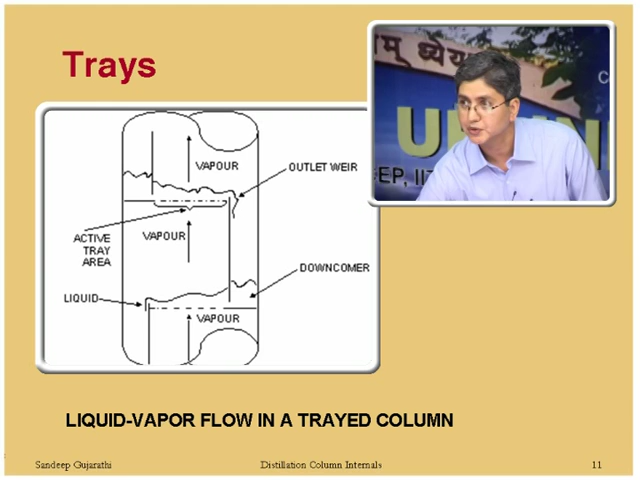 Trays
म् ध्येय
VAPOUR
OUTLET WEIR
ACTIVE
TRAY
AREA
VAPOUR
DOWNCOMER
LIQUID
VAPOUR
LIQUID-VAPOR FLOW IN A TRAYED COLUMN
Sandeep Gujarathi
Distillation Column Internals
11